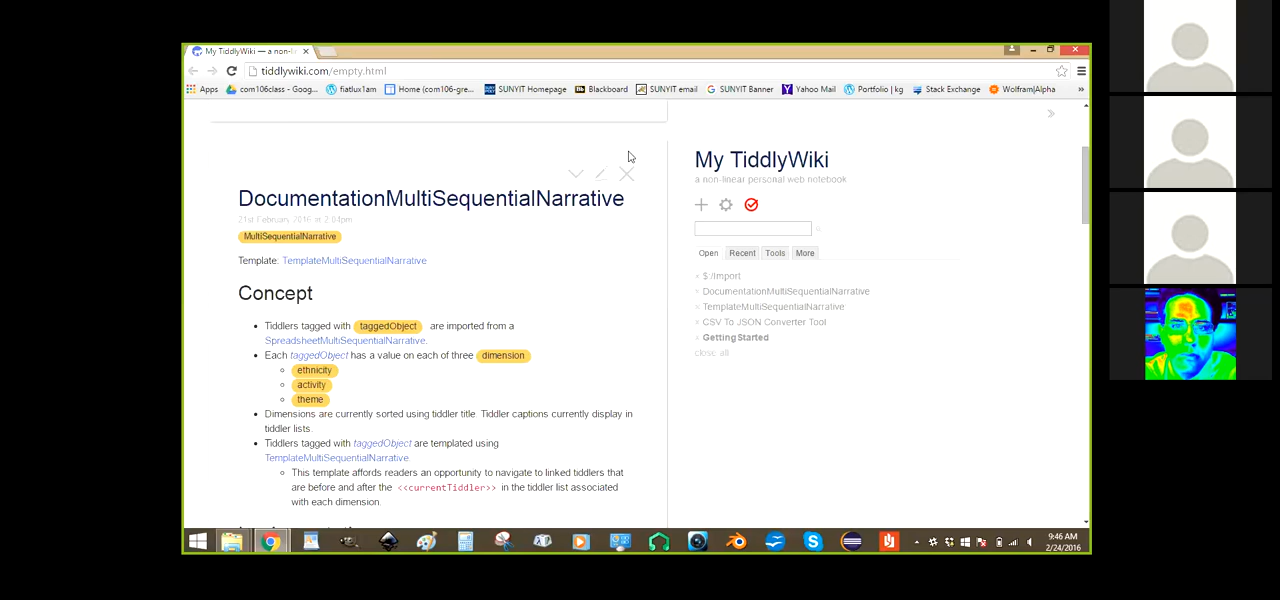 My TiddlyWiki — a non-l
tiddlywiki.com/empty.html
Apps com106class - Goog... fiatlux1am Home (com106-gre... SUNYIT Homepage Blackboard SUNYIT email SUNYIT Banner Yahoo Mail Portfolio | kg Stack Exchange Wolfram|Alpha »
DocumentationMultiSequentialNarrative
21st February 2016 at 2:04pm
MultiSequentialNarrative
Template: TemplateMultiSequentialNarrative
Concept
Tiddlers tagged with taggedObject are imported from a
SpreadsheetMultiSequentialNarrative.
Each taggedObject has a value on each of three dimension
ethnicity
activity
theme
Dimensions are currently sorted using tiddler title. Tiddler captions currently display in
tiddler lists.
Tiddlers tagged with taggedObject are templated using
TemplateMultiSequentialNarrative.
This template affords readers an opportunity to navigate to linked tiddlers that
are before and after the <<currentTiddler>> in the tiddler list associated
with each dimension.
My TiddlyWiki
a non-linear personal web notebook
Open Recent Tools More
× $:/Import
× DocumentationMultiSequentialNarrative
× TemplateMultiSequentialNarrative
× CSV To JSON Converter Tool
× GettingStarted
close all
9:46 AM
2/24/2016